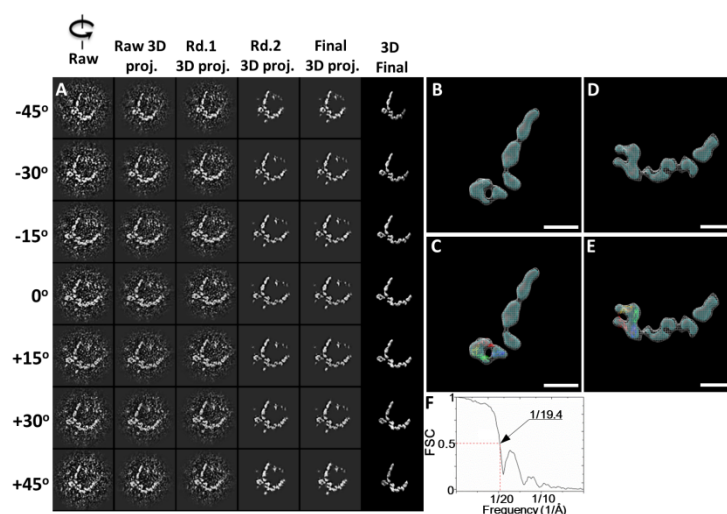 Raw
Raw 3D
proj.
Rd.1
3D proj.
Rd.2
3D proj.
Final
3D proj.
3D
Final
A
B
D
-45°
-30°
-15°
0°
C
E
+15°
+30°
+45°
F
1
0.5
0
FSC
1/19.4
1/20
1/10
Frequency (1/Å)